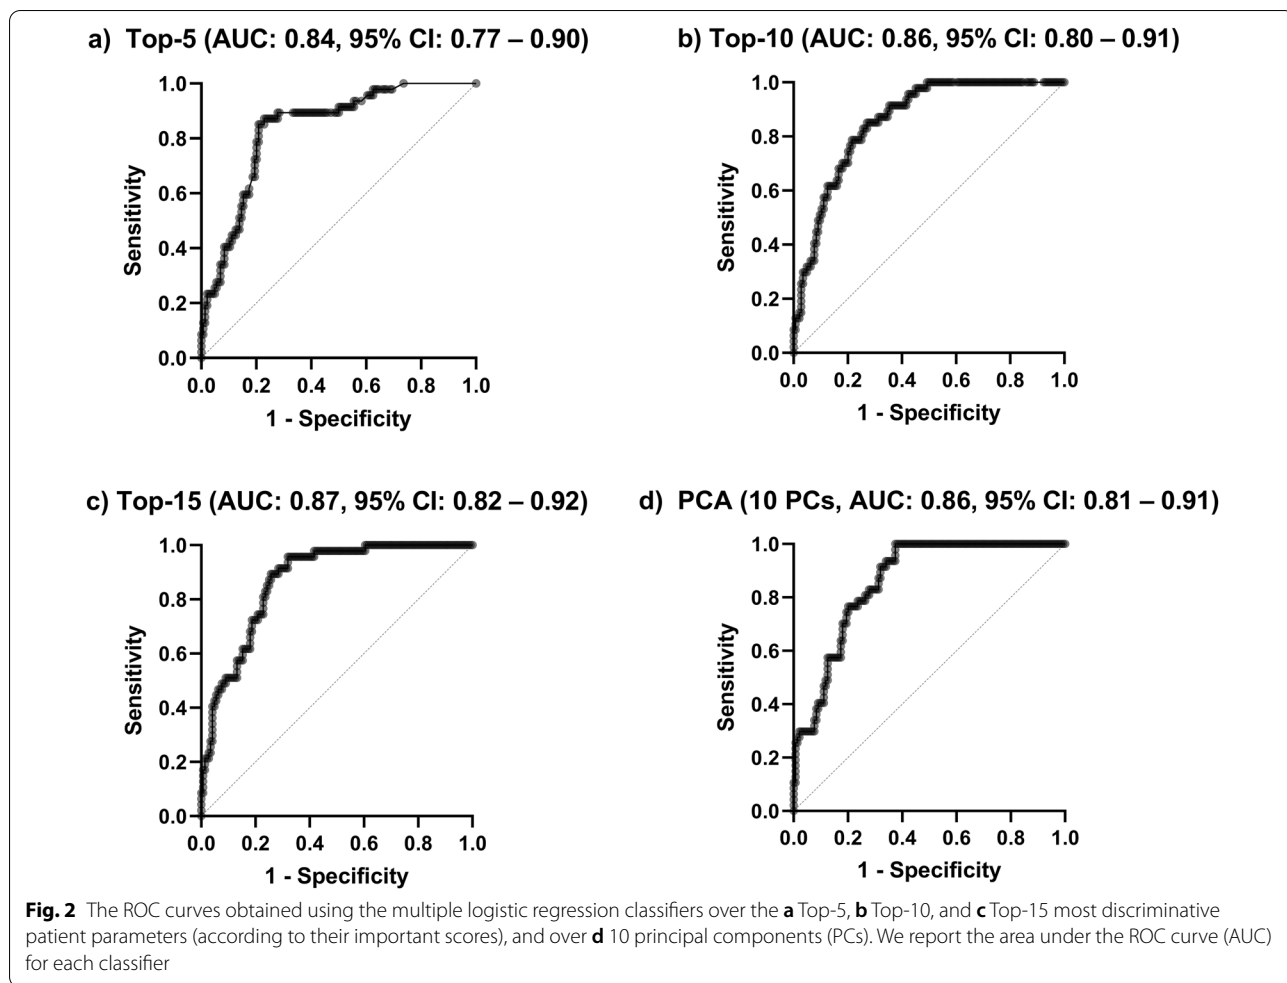 a) Top-5 (AUC: 0.84, 95% CI: 0.77 – 0.90)
1.0
0.8
0.6
0.4
0.2
0.0
Sensitivity
0.0 0.2 0.4 0.6 0.8 1.0
1 - Specificity
b) Top-10 (AUC: 0.86, 95% CI: 0.80 – 0.91)
1.0
0.8
0.6
0.4
0.2
0.0
Sensitivity
0.0 0.2 0.4 0.6 0.8 1.0
1 - Specificity
c) Top-15 (AUC: 0.87, 95% CI: 0.82 – 0.92)
1.0
0.8
0.6
0.4
0.2
0.0
Sensitivity
0.0 0.2 0.4 0.6 0.8 1.0
1 - Specificity
d) PCA (10 PCs, AUC: 0.86, 95% CI: 0.81 – 0.91)
1.0
0.8
0.6
0.4
0.2
0.0
Sensitivity
0.0 0.2 0.4 0.6 0.8 1.0
1 - Specificity
Fig. 2 The ROC curves obtained using the multiple logistic regression classifiers over the a Top-5, b Top-10, and c Top-15 most discriminative
patient parameters (according to their important scores), and over d 10 principal components (PCs). We report the area under the ROC curve (AUC)
for each classifier